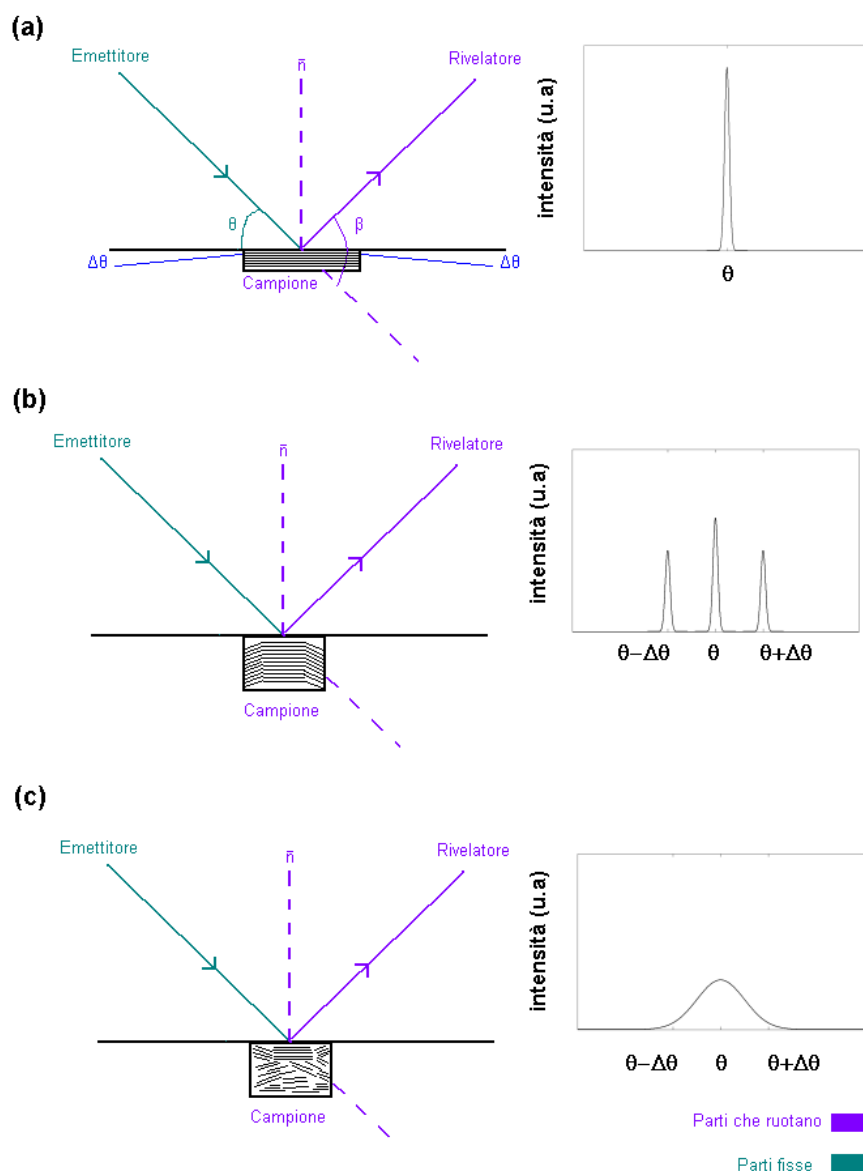 (a)
Emettitore
n̄
Rivelatore
θ
β
Δθ
Δθ
Campione
intensità (u.a)
θ
(b)
Emettitore
n̄
Rivelatore
Campione
intensità (u.a)
θ−Δθ θ θ+Δθ
(c)
Emettitore
n̄
Rivelatore
Campione
intensità (u.a)
θ−Δθ θ θ+Δθ
Parti che ruotano
Parti fisse